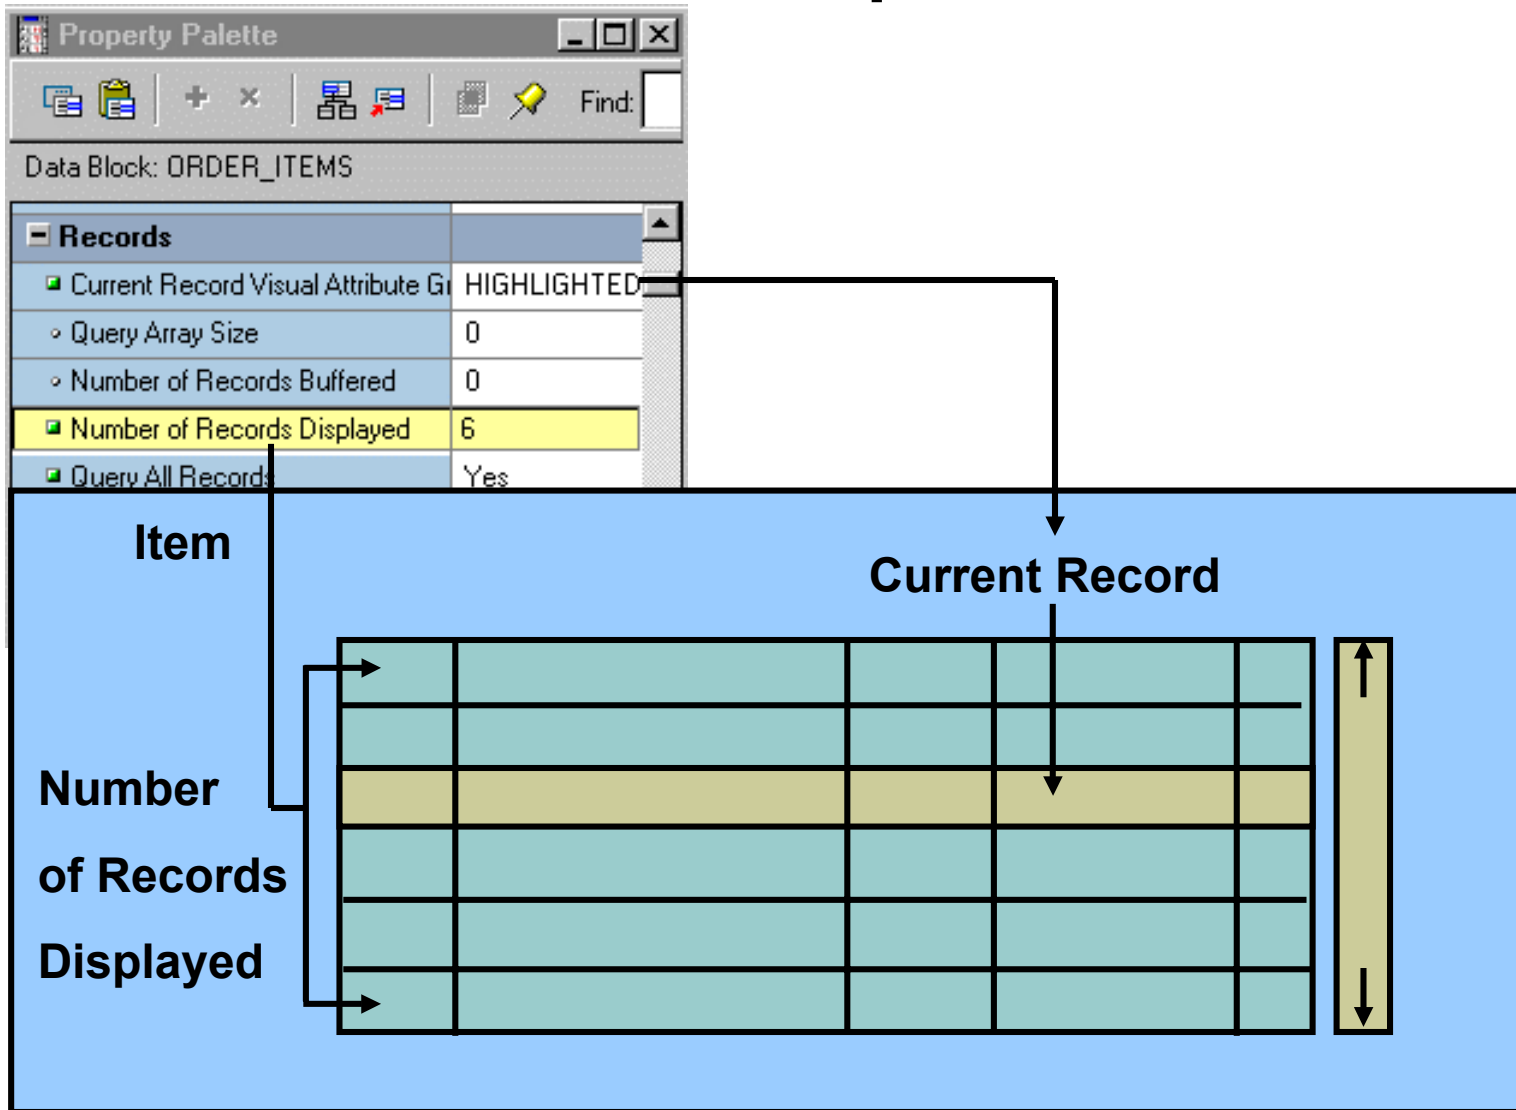 Property Palette
Find:
Data Block: ORDER_ITEMS
Records
Current Record Visual Attribute Gr HIGHLIGHTED
Query Array Size 0
Number of Records Buffered 0
Number of Records Displayed 6
Query All Records Yes
Item
Current Record
Number
of Records
Displayed